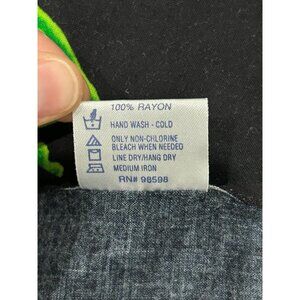 100% RAYON
HAND WASH - COLD
ONLY NON-CHLORINE
BLEACH WHEN NEEDED
LINE DRY/HANG DRY
MEDIUM IRON
RN# 98598